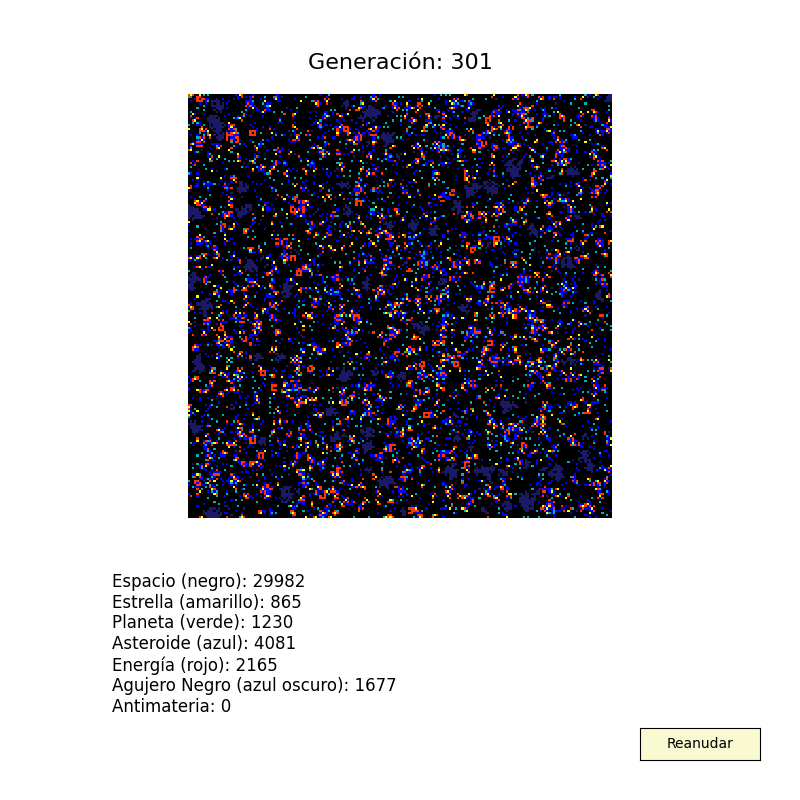 Generación: 301
Espacio (negro): 29982
Estrella (amarillo): 865
Planeta (verde): 1230
Asteroide (azul): 4081
Energía (rojo): 2165
Agujero Negro (azul oscuro): 1677
Antimateria: 0
Reanudar